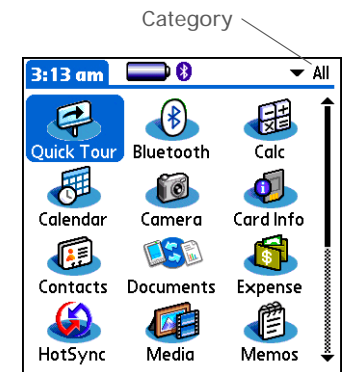 Category
3:13 am All
Quick Tour Bluetooth Calc
Calendar Camera Card Info
Contacts Documents Expense
HotSync Media Memos